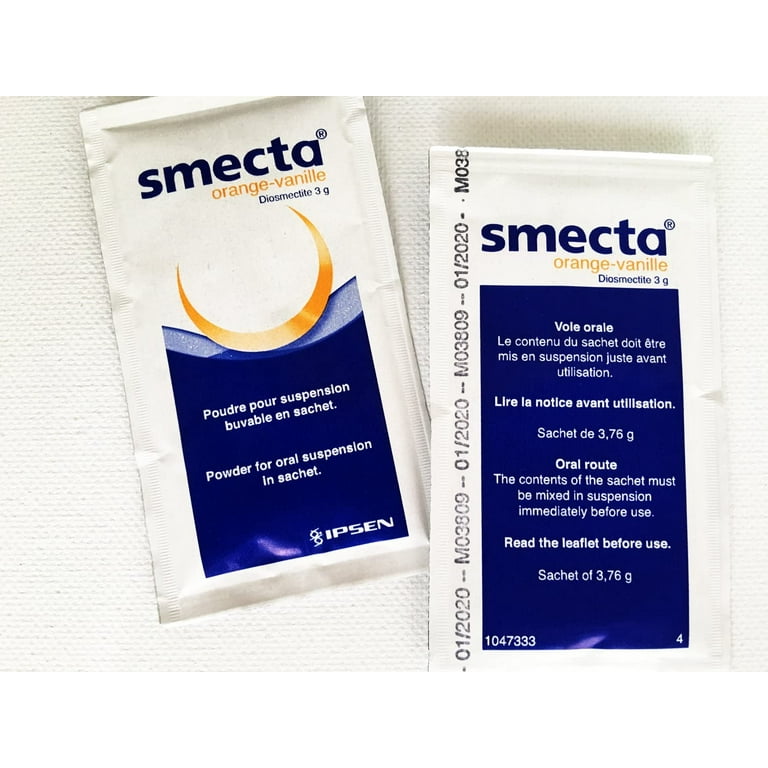 smecta®
orange-vanille
Diosmectite 3 g
Poudre pour suspension
buvable en sachet.
Powder for oral suspension
in sachet.
IPSEN
- 01/2020 -- M03809 -- 01/2020 -- M03809 -- 01/2020 - . M038
smecta®
orange-vanille
Diosmectite 3 g
Voie orale
Le contenu du sachet doit être
mis en suspension juste avant
utilisation.
Lire la notice avant utilisation.
Sachet de 3,76 g
Oral route
The contents of the sachet must
be mixed in suspension
immediately before use.
Read the leaflet before use.
Sachet of 3,76 g
1047333
4